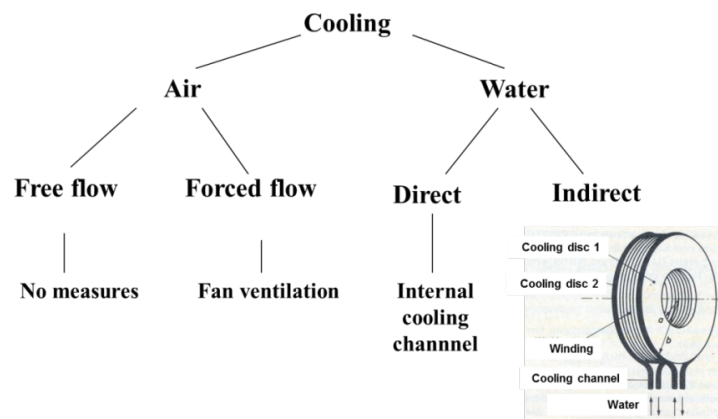 Cooling
Air
Water
Free flow
Forced flow
Direct
Indirect
No measures
Fan ventilation
Internal
cooling
channnel
Cooling disc 1
Cooling disc 2
a
b
Winding
Cooling channel
Water